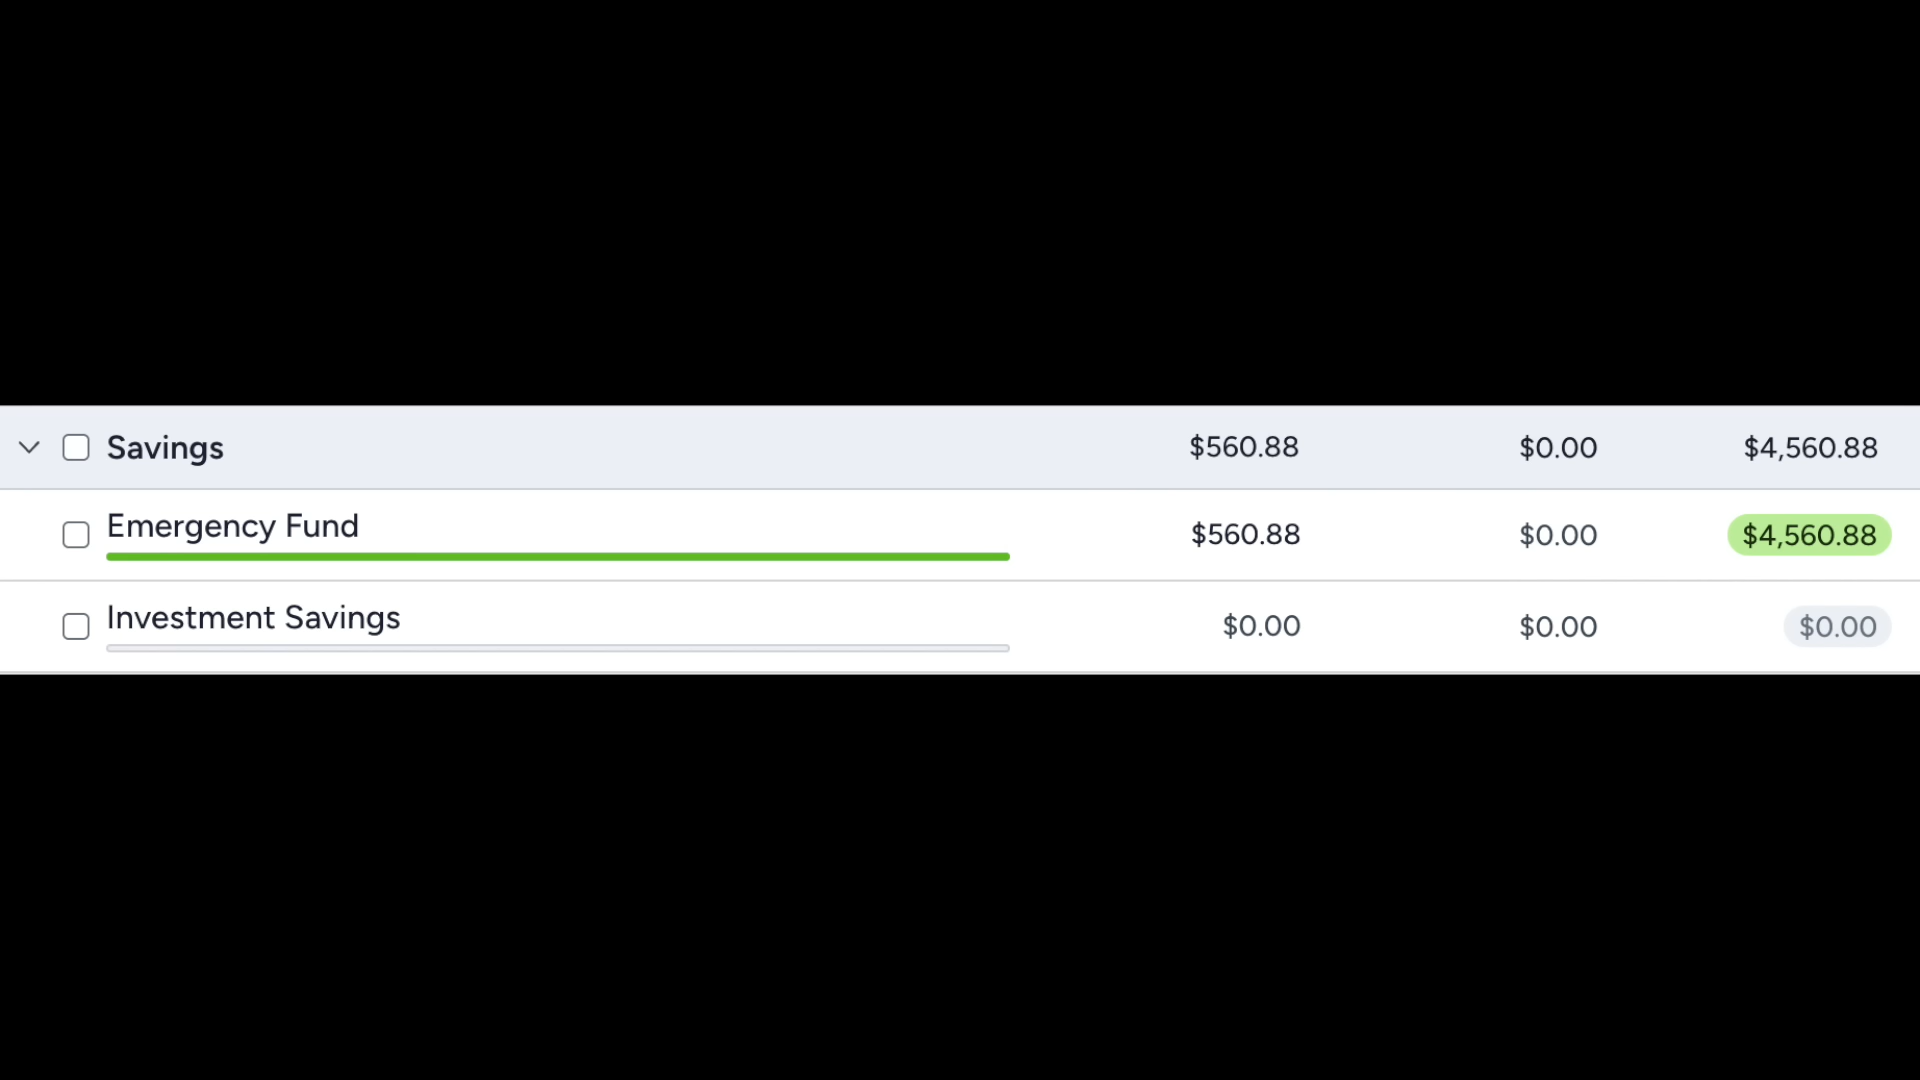 Savings $560.88 $0.00 $4,560.88
Emergency Fund $560.88 $0.00 $4,560.88
Investment Savings $0.00 $0.00 $0.00